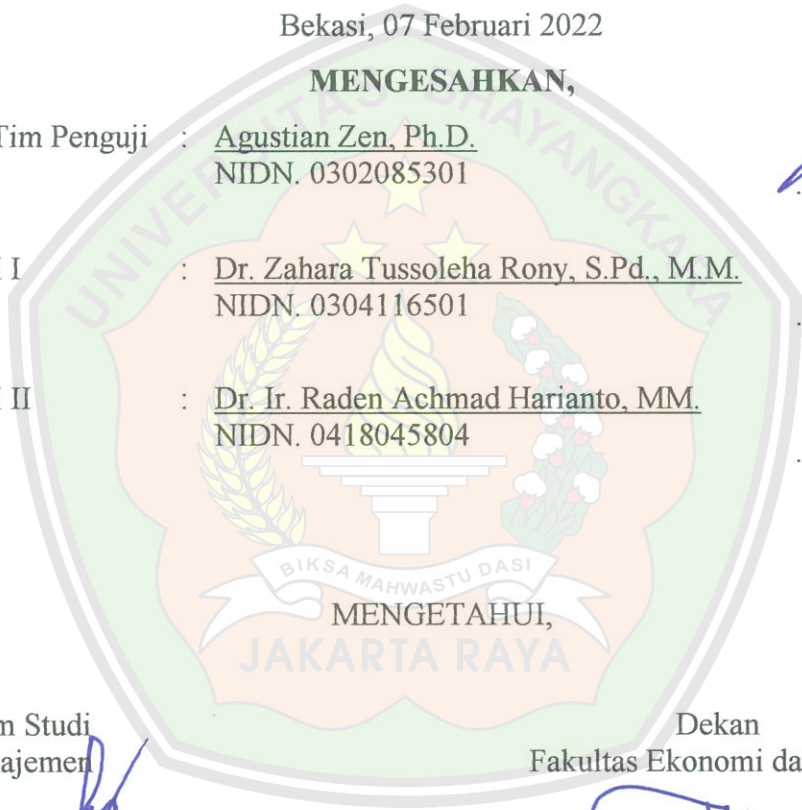 Bekasi, 07 Februari 2022
MENGESAHKAN,
Tim Penguji : Agustian Zen, Ph.D.
NIDN. 0302085301
I : Dr. Zahara Tussoleha Rony, S.Pd., M.M.
NIDN. 0304116501
II : Dr. Ir. Raden Achmad Harianto, MM.
NIDN. 0418045804
UNIVERSITAS BHAYANGKARA
BIKSA MAHWASTU DASI
MENGETAHUI,
JAKARTA RAYA
m Studi Dekan
ajemen Fakultas Ekonomi da